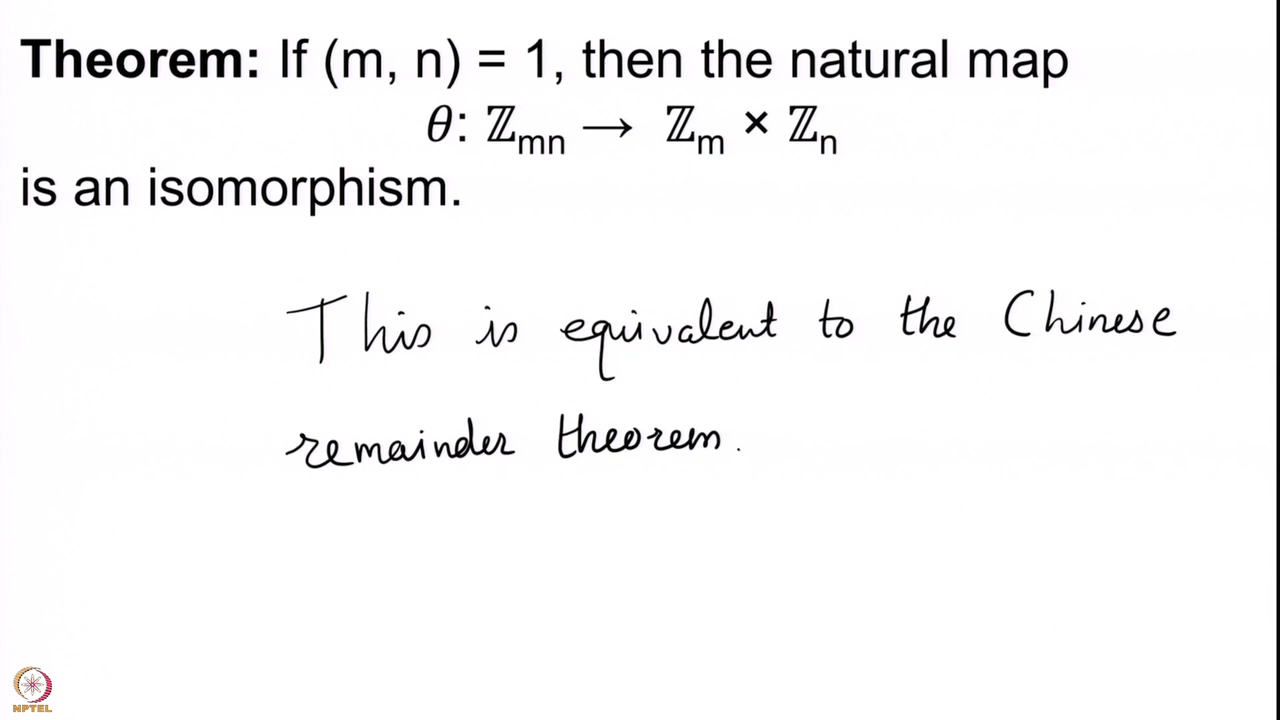 Theorem: If (m, n) = 1, then the natural map
θ: ℤmn → ℤm × ℤn
is an isomorphism.
This is equivalent to the Chinese
remainder theorem.
NPTEL